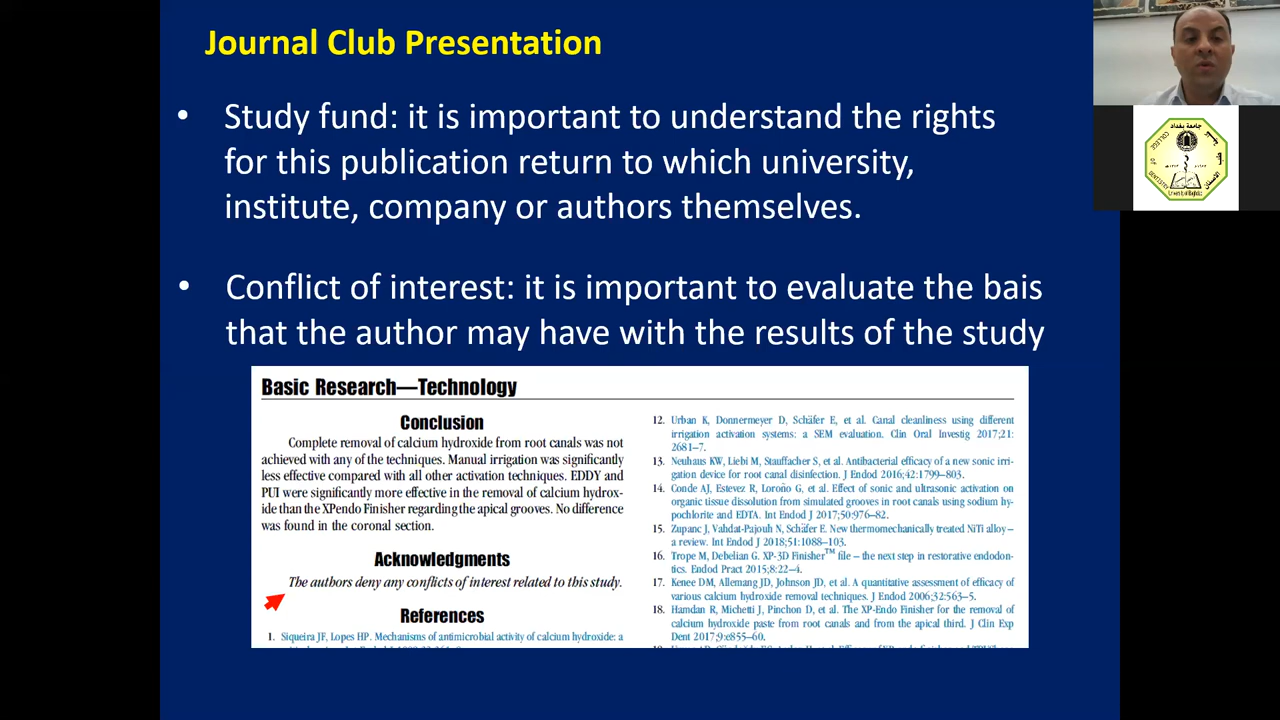 Journal Club Presentation
• Study fund: it is important to understand the rights
for this publication return to which university,
institute, company or authors themselves.
• Conflict of interest: it is important to evaluate the bais
that the author may have with the results of the study
Basic Research—Technology
Conclusion
Complete removal of calcium hydroxide from root canals was not
achieved with any of the techniques. Manual irrigation was significantly
less effective compared with all other activation techniques. EDDY and
PUI were significantly more effective in the removal of calcium hydrox-
ide than the XPendo Finisher regarding the apical grooves. No difference
was found in the coronal section.
Acknowledgments
The authors deny any conflicts of interest related to this study.
References
1. Siqueira JF, Lopes HP. Mechanisms of antimicrobial activity of calcium hydroxide: a
12. Urban K, Donnermeyer D, Schäfer E, et al. Canal cleanliness using different
irrigation activation systems: a SEM evaluation. Clin Oral Investig 2017;21:
2681–7.
13. Neuhaus KW, Liebi M, Stauffacher S, et al. Antibacterial efficacy of a new sonic irri-
gation device for root canal disinfection. J Endod 2016;42:1799–803.
14. Conde AJ, Estevez R, Loroño G, et al. Effect of sonic and ultrasonic activation on
organic tissue dissolution from simulated grooves in root canals using sodium hy-
pochlorite and EDTA. Int Endod J 2017;50:976–82.
15. Zupanc J, Vahdat-Pajouh N, Schäfer E. New thermomechanically treated NiTi alloy–
a review. Int Endod J 2018;51:1088–103.
16. Trope M, Debelian G. XP-3D Finisher™ file – the next step in restorative endodon-
tics. Endod Pract 2015;8:22–4.
17. Kenee DM, Allemang JD, Johnson JD, et al. A quantitative assessment of efficacy of
various calcium hydroxide removal techniques. J Endod 2006;32:563–5.
18. Hamdan R, Michetti J, Pinchon D, et al. The XP-Endo Finisher for the removal of
calcium hydroxide paste from root canals and from the apical third. J Clin Exp
Dent 2017;9:e855–60.
جامعة بغداد
COLLEGE
OF
DENTISTRY